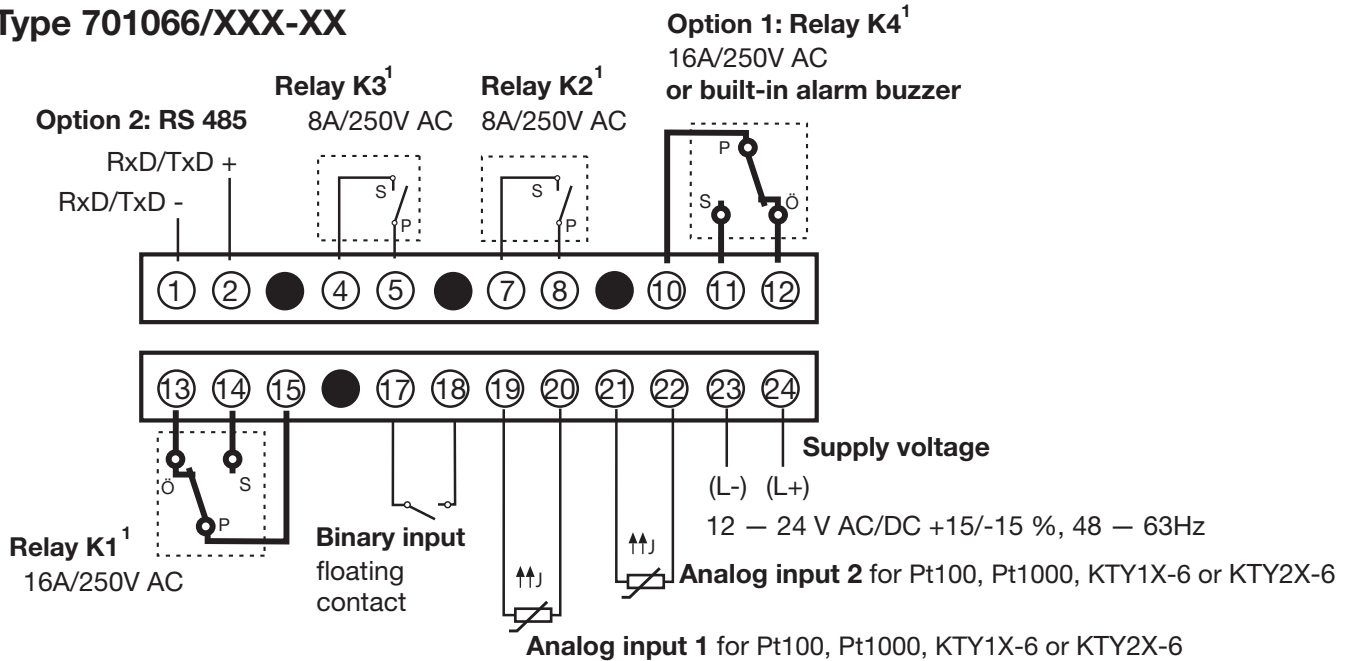 Type 701066/XXX-XX
Option 1: Relay K4¹
16A/250V AC
or built-in alarm buzzer
Relay K3¹
8A/250V AC
Relay K2¹
8A/250V AC
Option 2: RS 485
RxD/TxD +
RxD/TxD -
S
P
S
P
P
S
Ö
1 2 4 5 7 8 10 11 12
13 14 15 17 18 19 20 21 22 23 24
Ö
S
P
Relay K1¹
16A/250V AC
Binary input
floating
contact
Supply voltage
(L-) (L+)
12 — 24 V AC/DC +15/-15 %, 48 — 63Hz
J
Analog input 2 for Pt100, Pt1000, KTY1X-6 or KTY2X-6
J
Analog input 1 for Pt100, Pt1000, KTY1X-6 or KTY2X-6